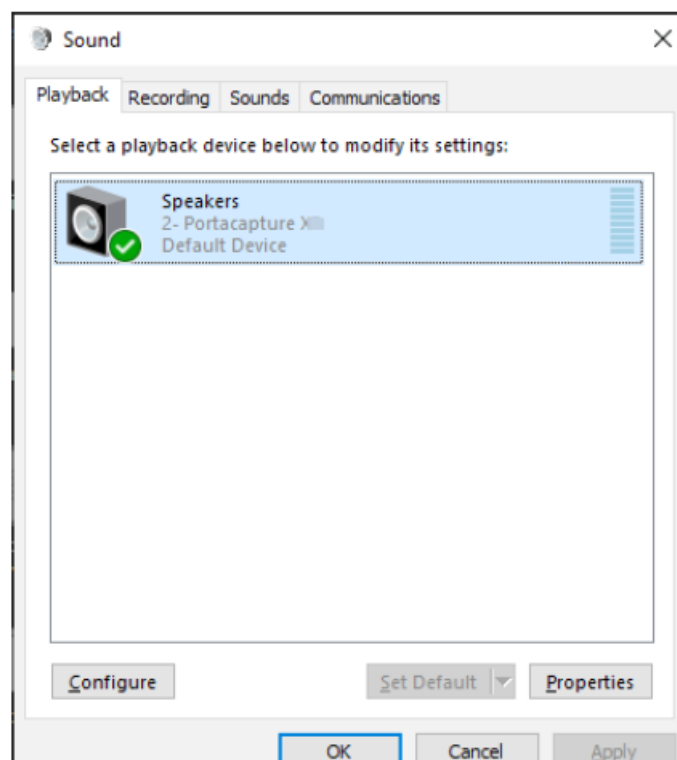 Sound
Playback Recording Sounds Communications
Select a playback device below to modify its settings:
Speakers
2- Portacapture
Default Device
Configure Set Default Properties
OK Cancel Apply